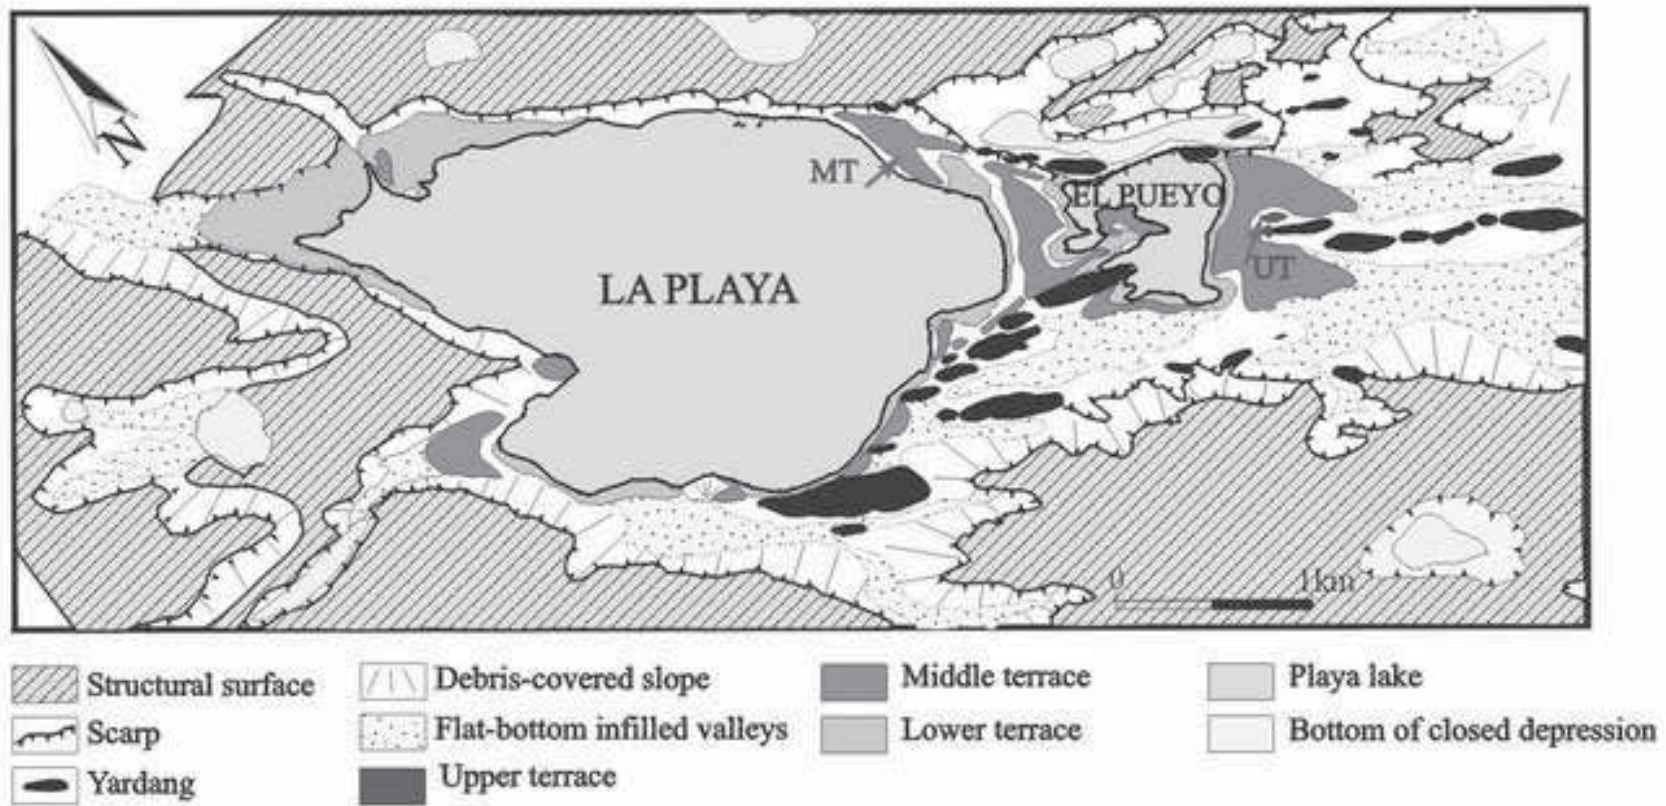 N
MT
EL PUEYO
UT
LA PLAYA
0 1km
Structural surface
Debris-covered slope
Middle terrace
Playa lake
Scarp
Flat-bottom infilled valleys
Lower terrace
Bottom of closed depression
Yardang
Upper terrace